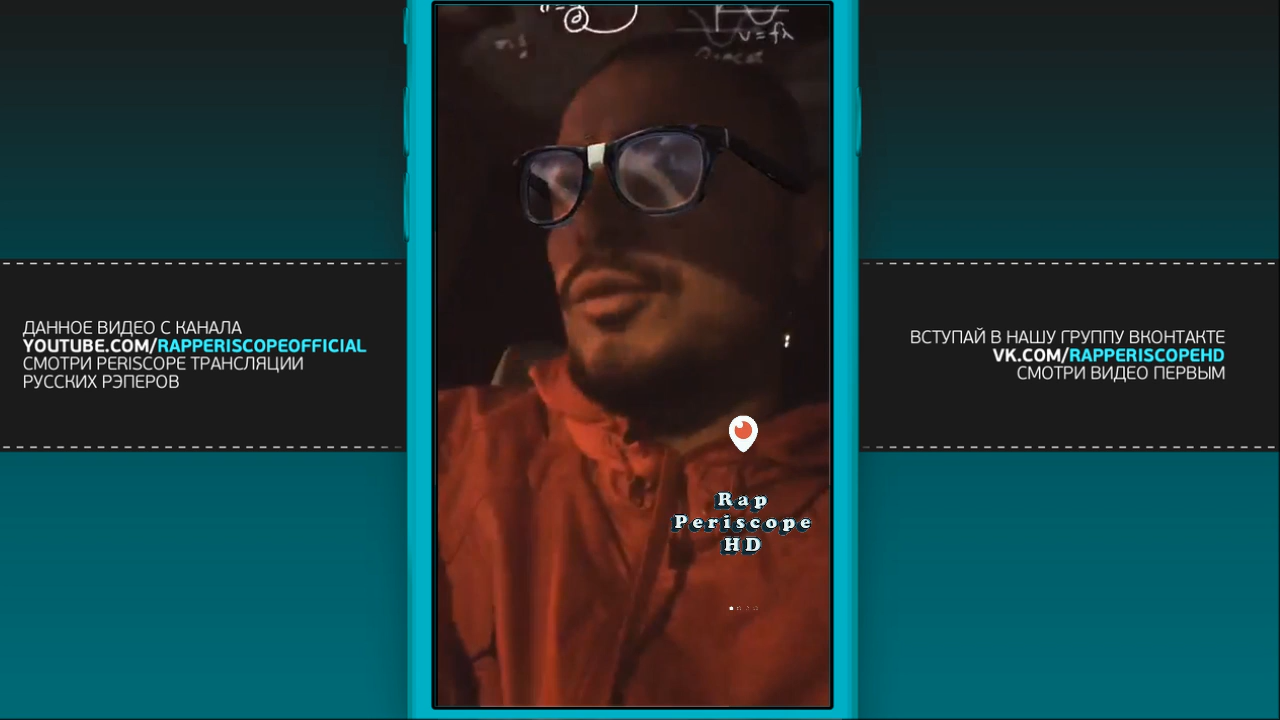 v=fλ
ДАННОЕ ВИДЕО С КАНАЛА
YOUTUBE.COM/RAPPERISCOPEOFFICIAL
СМОТРИ PERISCOPE ТРАНСЛЯЦИИ
РУССКИХ РЭПЕРОВ
ВСТУПАЙ В НАШУ ГРУППУ ВКОНТАКТЕ
VK.COM/RAPPERISCOPEHD
СМОТРИ ВИДЕО ПЕРВЫМ
Rap
Periscope
HD